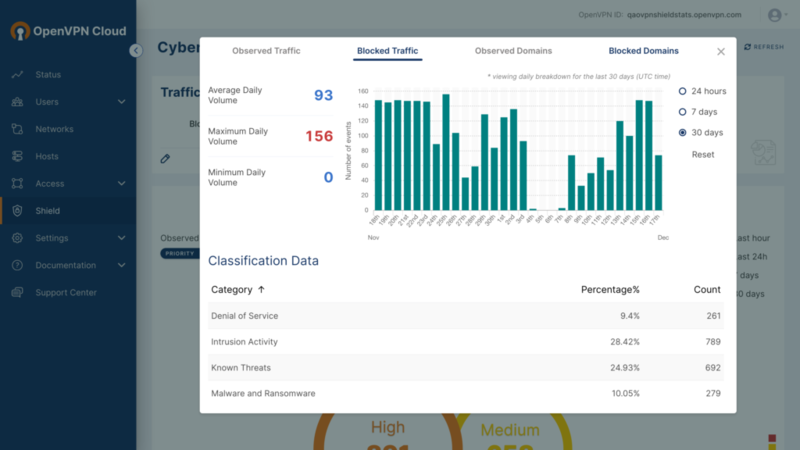 OpenVPN Cloud
OpenVPN ID: qaovpnshieldstats.openvpn.com
Cyber
REFRESH
Status
Users
Networks
Hosts
Access
Shield
Settings
Documentation
Support Center
Traffi
Blo
Observed
PRIORITY
Observed Traffic
Blocked Traffic
Observed Domains
Blocked Domains
* viewing daily breakdown for the last 30 days (UTC time)
Average Daily
Volume
93
Maximum Daily
Volume
156
Minimum Daily
Volume
0
Number of events
160
140
120
100
80
60
40
20
0
18th 19th 20th 21st 22nd 23rd 24th 25th 26th 27th 28th 29th 30th 1st 2nd 3rd 4th 5th 6th 7th 8th 9th 10th 11th 12th 13th 14th 15th 16th 17th
Nov
Dec
24 hours
7 days
30 days
Reset
Classification Data
Category ↑
Percentage%
Count
Denial of Service
9.4%
261
Intrusion Activity
28.42%
789
Known Threats
24.93%
692
Malware and Ransomware
10.05%
279
ast hour
ast 24h
days
0 days
High
Medium